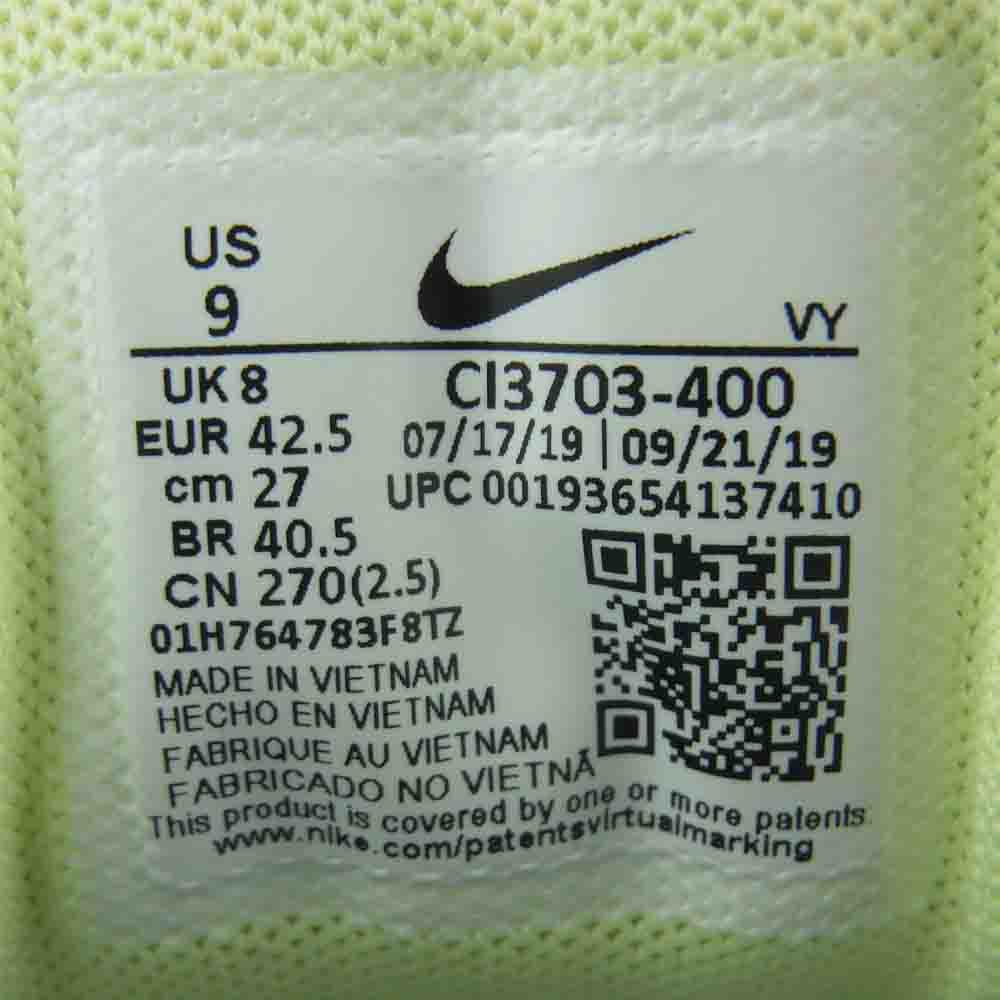 US
9
VY
UK 8
CI3703-400
EUR 42.5
07/17/19 | 09/21/19
cm 27
UPC 00193654137410
BR 40.5
CN 270(2.5)
01H764783F8TZ
MADE IN VIETNAM
HECHO EN VIETNAM
FABRIQUE AU VIETNAM
FABRICADO NO VIETNÃ
This product is covered by one or more patents.
www.nike.com/patentsvirtualmarking